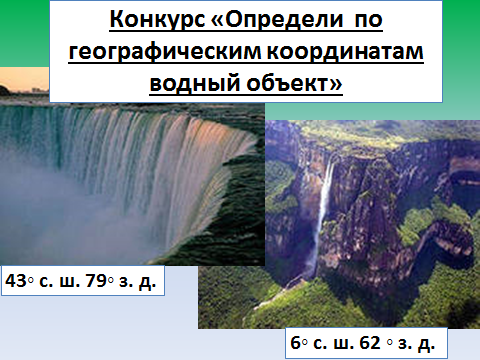 Конкурс «Определи по
географическим координатам
водный объект»
43◦ с. ш. 79◦ з. д.
6◦ с. ш. 62 ◦ з. д.